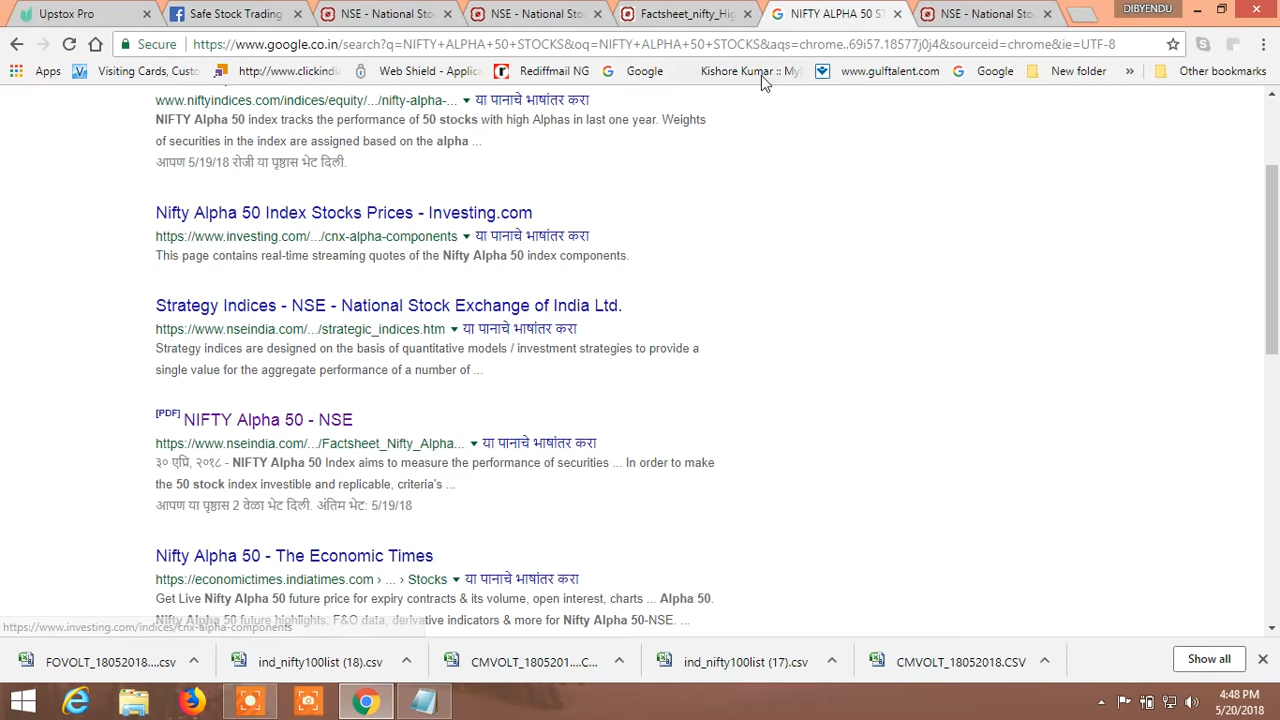 Upstox Pro
Safe Stock Trading
NSE - National Sto
NSE - National Sto
Factsheet_nifty_Hig
NIFTY ALPHA 50 ST
NSE - National Sto
DIBYENDU
Secure
https://www.google.co.in/search?q=NIFTY+ALPHA+50+STOCKS&oq=NIFTY+ALPHA+50+STOCKS&aqs=chrome..69i57.18577j0j4&sourceid=chrome&ie=UTF-8
Apps
Visiting Cards, Custo
http://www.clickindi
Web Shield - Applica
Rediffmail NG
Google
Kishore Kumar :: Myl
www.gulftalent.com
Google
New folder
»
Other bookmarks
www.niftyindices.com/indices/equity/.../nifty-alpha-... या पानाचे भाषांतर करा
NIFTY Alpha 50 index tracks the performance of 50 stocks with high Alphas in last one year. Weights
of securities in the index are assigned based on the alpha ...
आपण 5/19/18 रोजी या पृष्ठास भेट दिली.
Nifty Alpha 50 Index Stocks Prices - Investing.com
https://www.investing.com/.../cnx-alpha-components या पानाचे भाषांतर करा
This page contains real-time streaming quotes of the Nifty Alpha 50 index components.
Strategy Indices - NSE - National Stock Exchange of India Ltd.
https://www.nseindia.com/.../strategic_indices.htm या पानाचे भाषांतर करा
Strategy indices are designed on the basis of quantitative models / investment strategies to provide a
single value for the aggregate performance of a number of ...
[PDF] NIFTY Alpha 50 - NSE
https://www.nseindia.com/.../Factsheet_Nifty_Alpha... या पानाचे भाषांतर करा
३० एप्रि, २०१८ - NIFTY Alpha 50 Index aims to measure the performance of securities ... In order to make
the 50 stock index investible and replicable, criteria's ...
आपण या पृष्ठास 2 वेळा भेट दिली. अंतिम भेट: 5/19/18
Nifty Alpha 50 - The Economic Times
https://economictimes.indiatimes.com › ... › Stocks या पानाचे भाषांतर करा
Get Live Nifty Alpha 50 future price for expiry contracts & its volume, open interest, charts ... Alpha 50.
Nifty Alpha 50 future highlights, F&O data, derivative indicators & more for Nifty Alpha 50-NSE. ...
https://www.investing.com/indices/cnx-alpha-components
FOVOLT_18052018....csv
ind_nifty100list (18).csv
CMVOLT_1805201....C...
ind_nifty100list (17).csv
CMVOLT_18052018.CSV
Show all
4:48 PM
5/20/2018